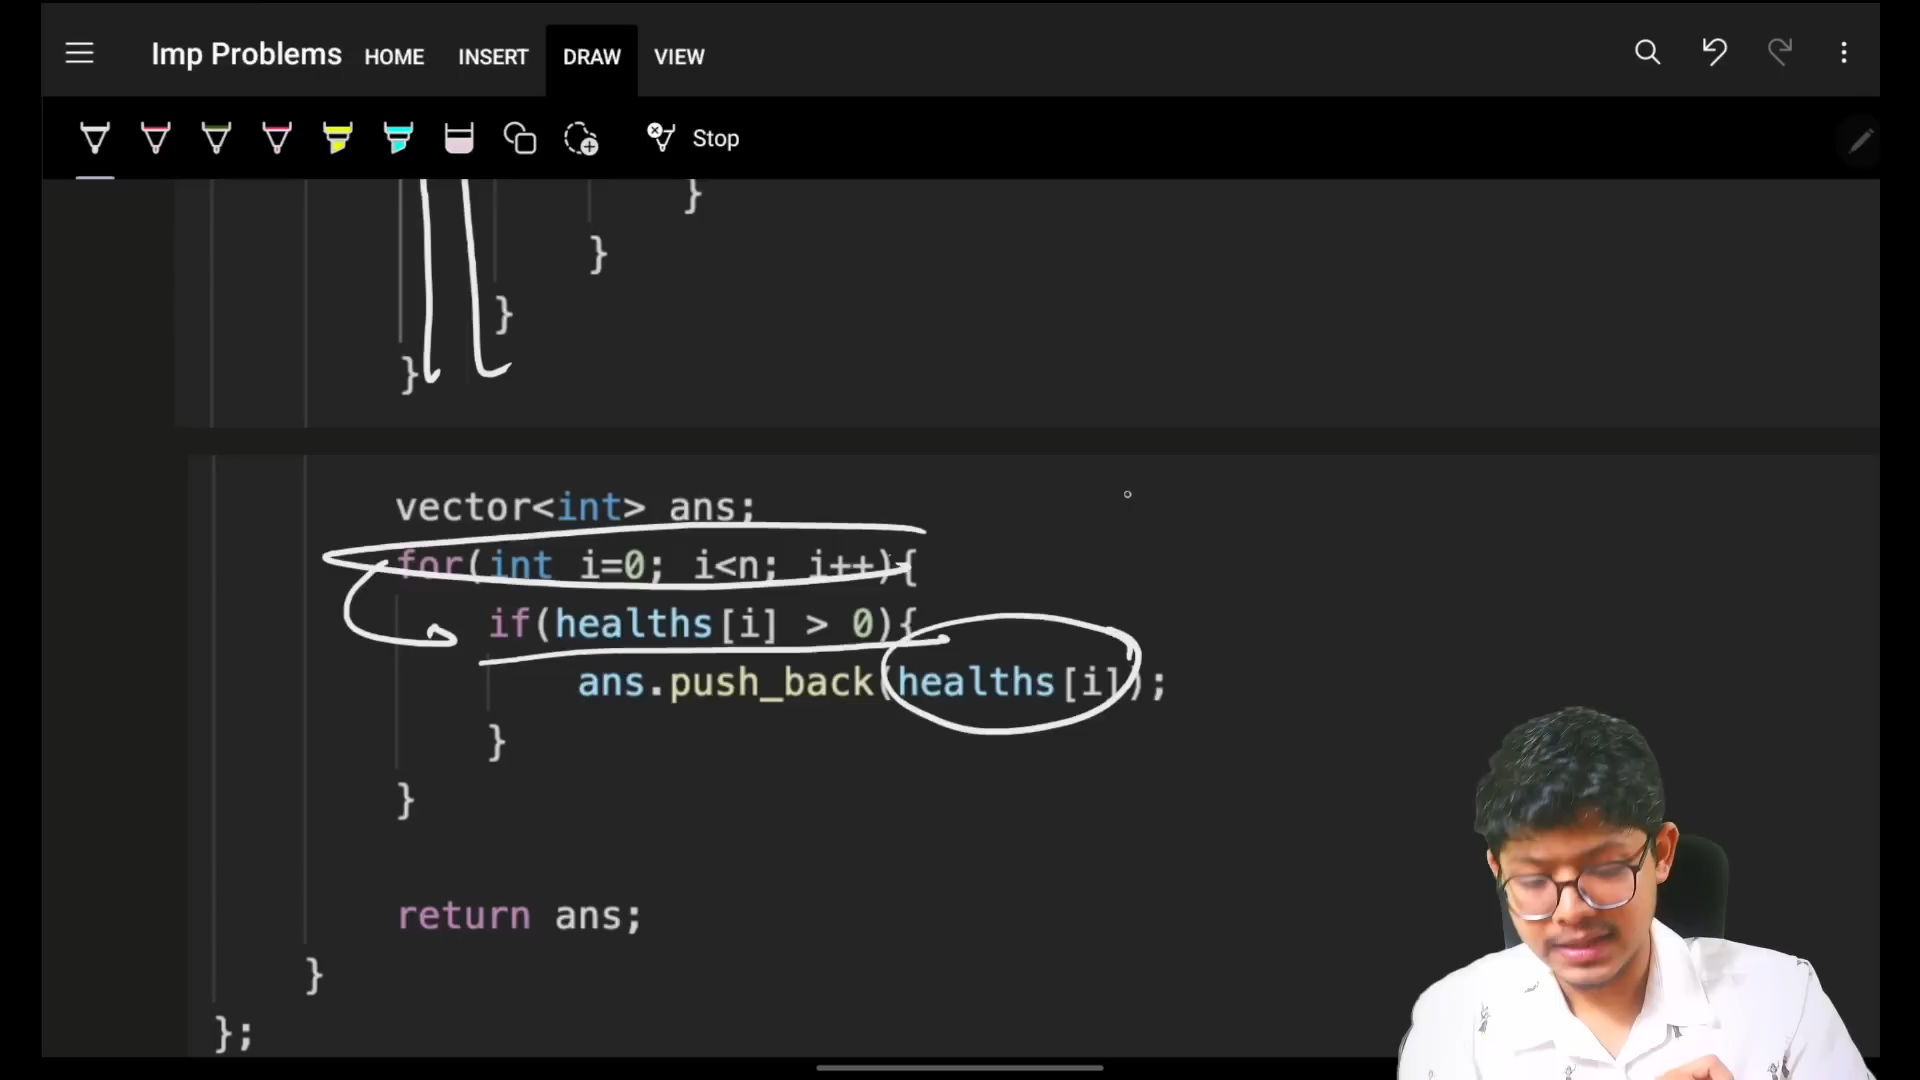 Imp Problems HOME INSERT DRAW VIEW
Stop
}
}
}
}
vector<int> ans;
for(int i=0; i<n; i++){
if(healths[i] > 0){
ans.push_back(healths[i]);
}
}
return ans;
}
};